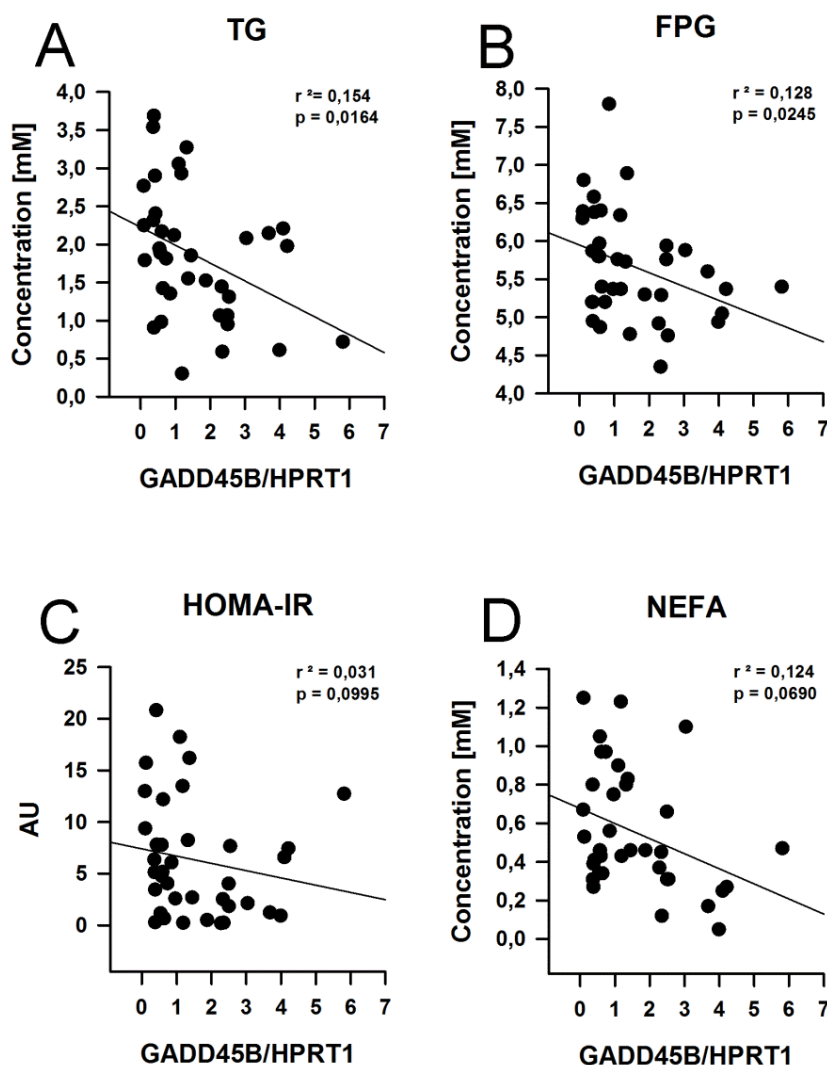 A
TG
r ²= 0,154
p = 0,0164
Concentration [mM]
4,0
3,5
3,0
2,5
2,0
1,5
1,0
0,5
0,0
0 1 2 3 4 5 6 7
GADD45B/HPRT1
B
FPG
r ² = 0,128
p = 0,0245
Concentration [mM]
8,0
7,5
7,0
6,5
6,0
5,5
5,0
4,5
4,0
0 1 2 3 4 5 6 7
GADD45B/HPRT1
C
HOMA-IR
r ² = 0,031
p = 0,0995
AU
25
20
15
10
5
0
0 1 2 3 4 5 6 7
GADD45B/HPRT1
D
NEFA
r ² = 0,124
p = 0,0690
Concentration [mM]
1,4
1,2
1,0
0,8
0,6
0,4
0,2
0,0
0 1 2 3 4 5 6 7
GADD45B/HPRT1